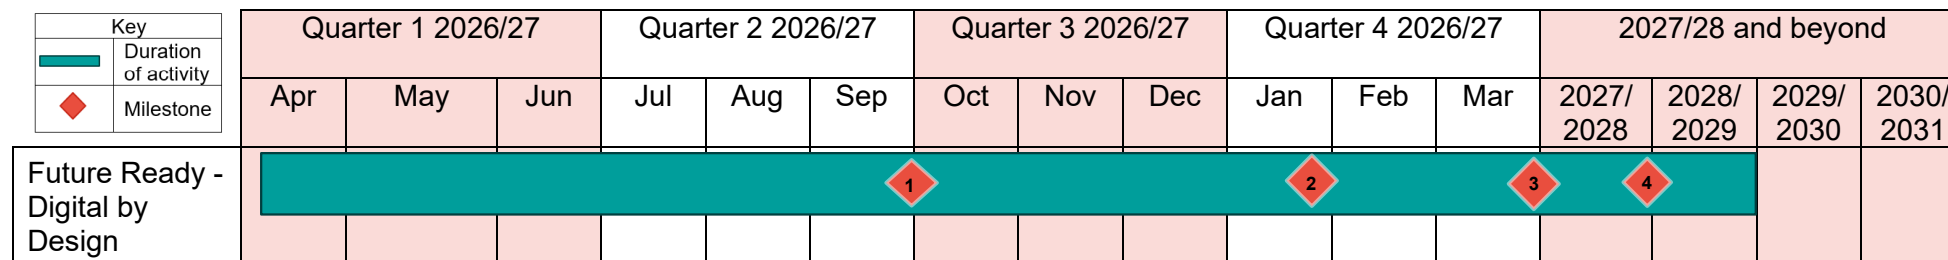 Key
Duration
of activity
Milestone
Quarter 1 2026/27
Quarter 2 2026/27
Quarter 3 2026/27
Quarter 4 2026/27
2027/28 and beyond
Apr
May
Jun
Jul
Aug
Sep
Oct
Nov
Dec
Jan
Feb
Mar
2027/
2028
2028/
2029
2029/
2030
2030/
2031
Future Ready -
Digital by
Design
1
2
3
4